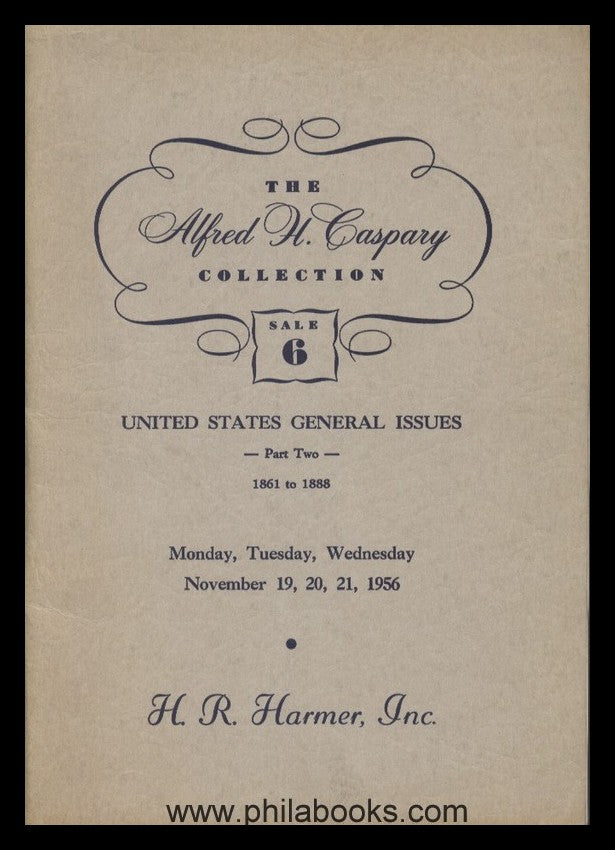 THE
Alfred H. Caspary
COLLECTION
SALE
6
UNITED STATES GENERAL ISSUES
— Part Two —
1861 to 1888
Monday, Tuesday, Wednesday
November 19, 20, 21, 1956
•
H. R. Harmer, Inc.
www.philabooks.com